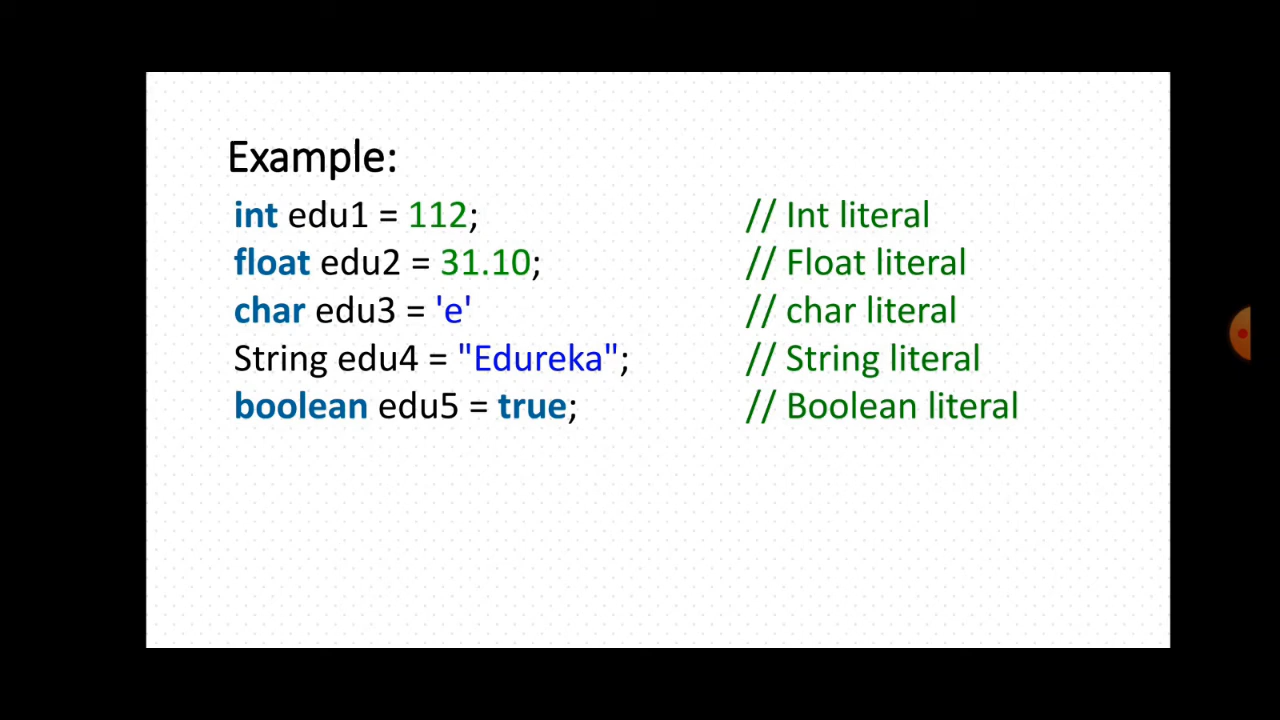 Example:
int edu1 = 112; // Int literal
float edu2 = 31.10; // Float literal
char edu3 = 'e' // char literal
String edu4 = "Edureka"; // String literal
boolean edu5 = true; // Boolean literal